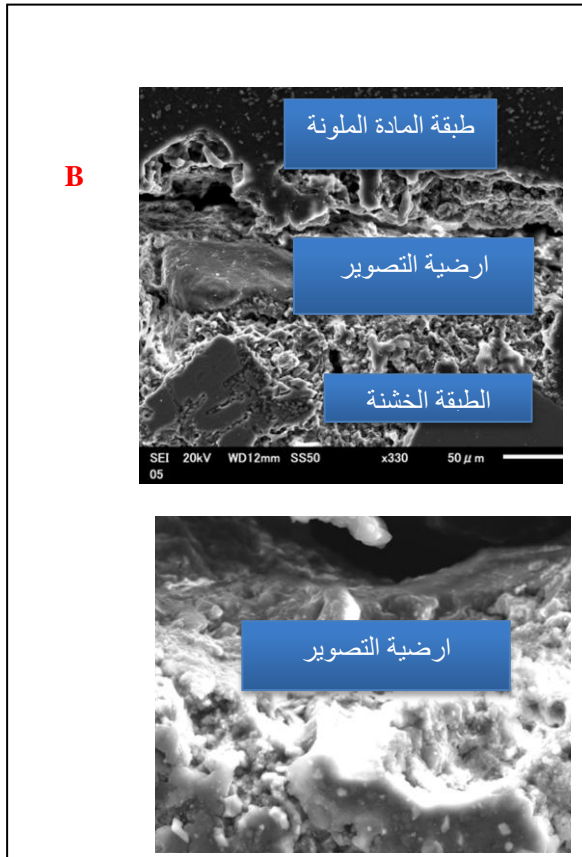 طبقة المادة الملونة
B
ارضية التصوير
الطبقة الخشنة
SEI 20kV WD12mm SS50 x330 50 μm
05
ارضية التصوير